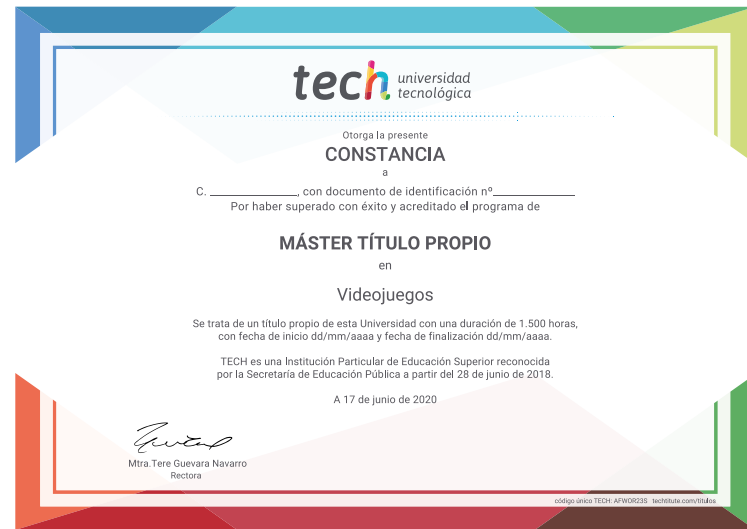 tech universidad
tecnológica
Otorga la presente
CONSTANCIA
a
C. ________________, con documento de identificación nº______________
Por haber superado con éxito y acreditado el programa de
MÁSTER TÍTULO PROPIO
en
Videojuegos
Se trata de un título propio de esta Universidad con una duración de 1.500 horas,
con fecha de inicio dd/mm/aaaa y fecha de finalización dd/mm/aaaa.
TECH es una Institución Particular de Educación Superior reconocida
por la Secretaría de Educación Pública a partir del 28 de junio de 2018.
A 17 de junio de 2020
Mtra.Tere Guevara Navarro
Rectora
código único TECH: AFWOR23S techtitute.com/titulos